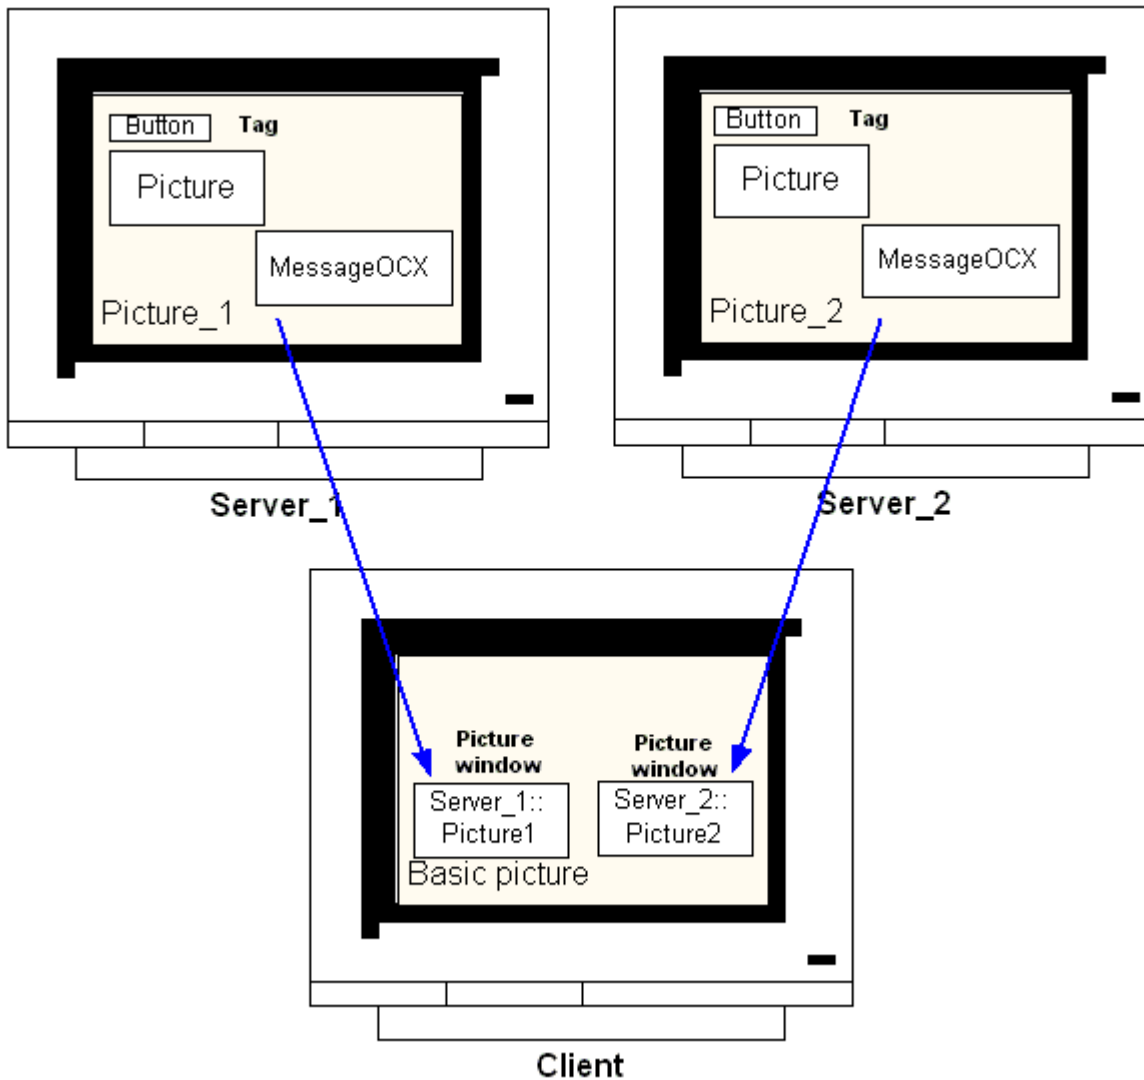 Button
Tag
Picture
MessageOCX
Picture_1
Server_1
Button
Tag
Picture
MessageOCX
Picture_2
Server_2
Picture
window
Server_1::
Picture1
Picture
window
Server_2::
Picture2
Basic picture
Client